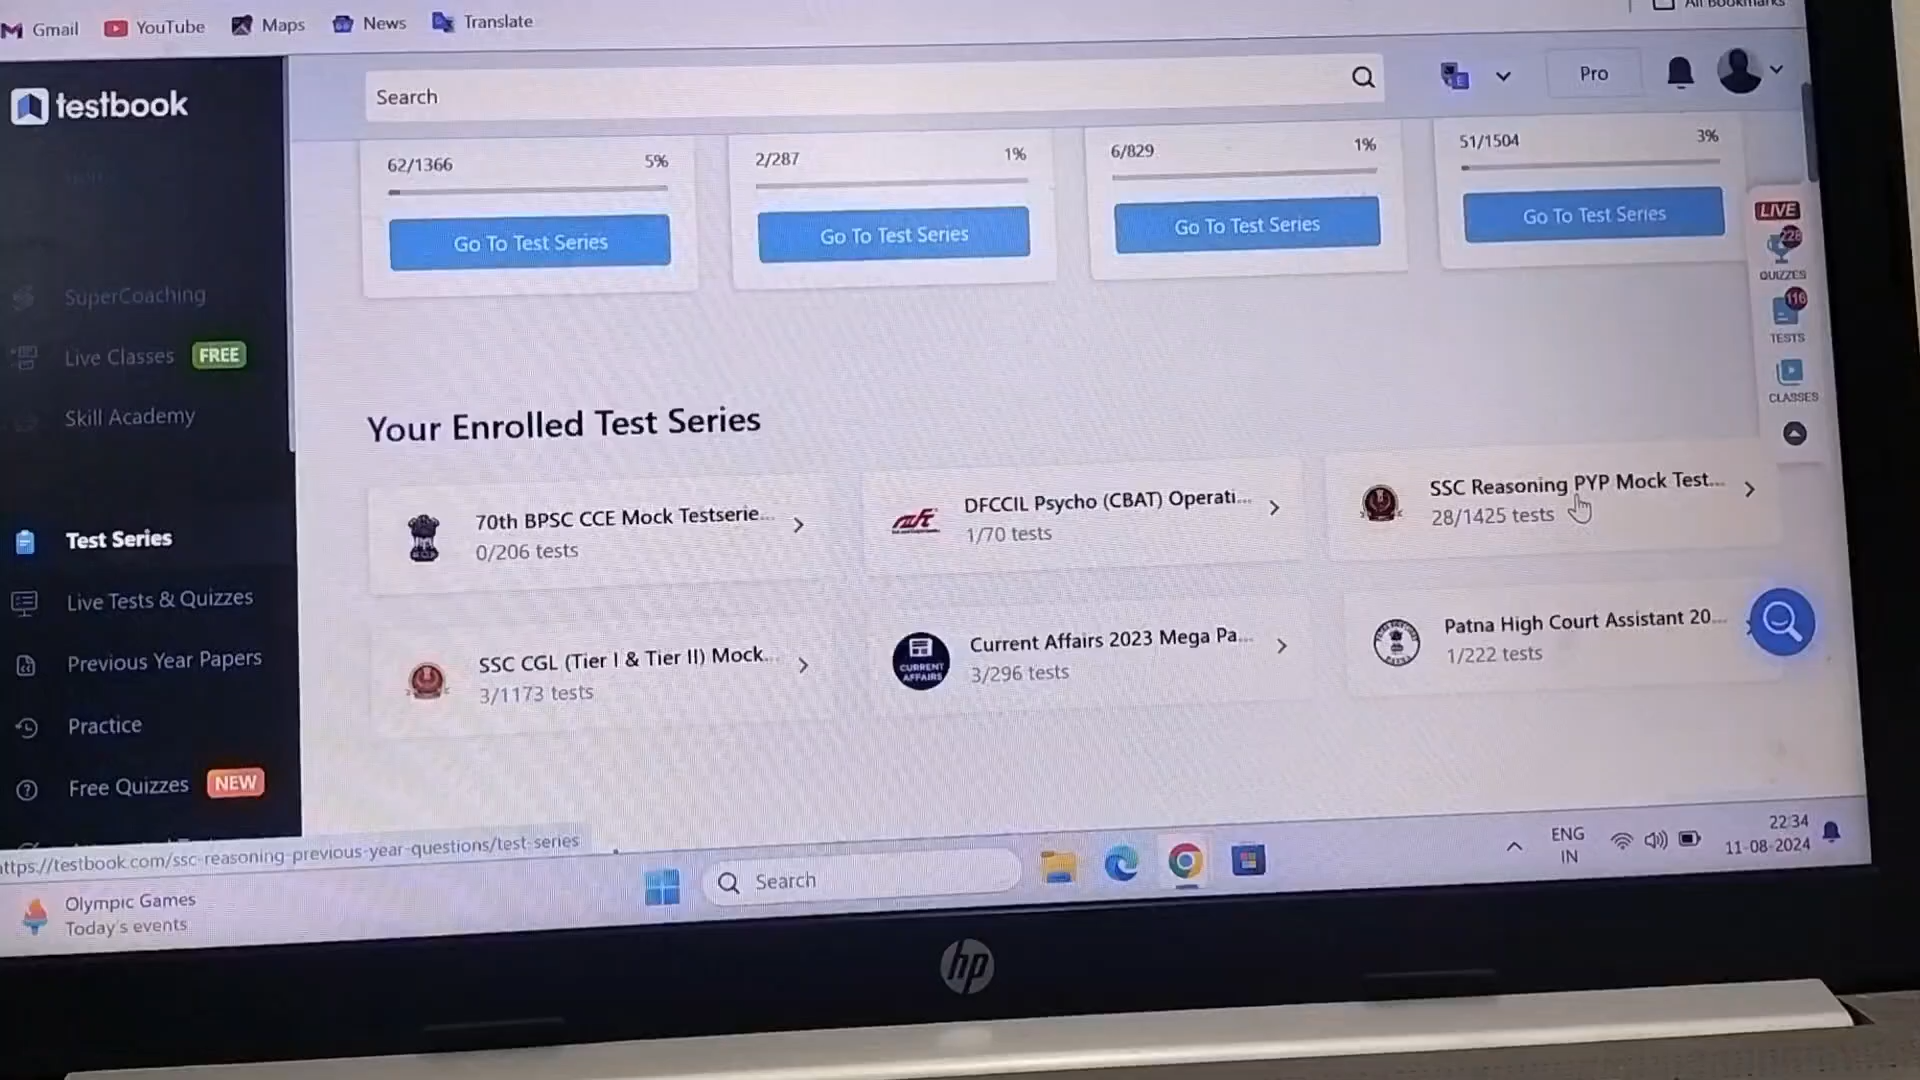 Gmail
YouTube
Maps
News
Translate
testbook
Search
Pro
62/1366
5%
2/287
1%
6/829
1%
51/1504
3%
Go To Test Series
Go To Test Series
Go To Test Series
Go To Test Series
SuperCoaching
Live Classes FREE
Skill Academy
Test Series
Live Tests & Quizzes
Previous Year Papers
Practice
Free Quizzes NEW
LIVE
228
QUIZZES
116
TESTS
CLASSES
Your Enrolled Test Series
70th BPSC CCE Mock Testserie...
0/206 tests
DFCCIL Psycho (CBAT) Operati...
1/70 tests
SSC Reasoning PYP Mock Test...
28/1425 tests
SSC CGL (Tier I & Tier II) Mock...
3/1173 tests
CURRENT
AFFAIRS
Current Affairs 2023 Mega Pa...
3/296 tests
Patna High Court Assistant 20...
1/222 tests
https://testbook.com/ssc-reasoning-previous-year-questions/test-series
Olympic Games
Today's events
Search
ENG
IN
22:34
11-08-2024
hp